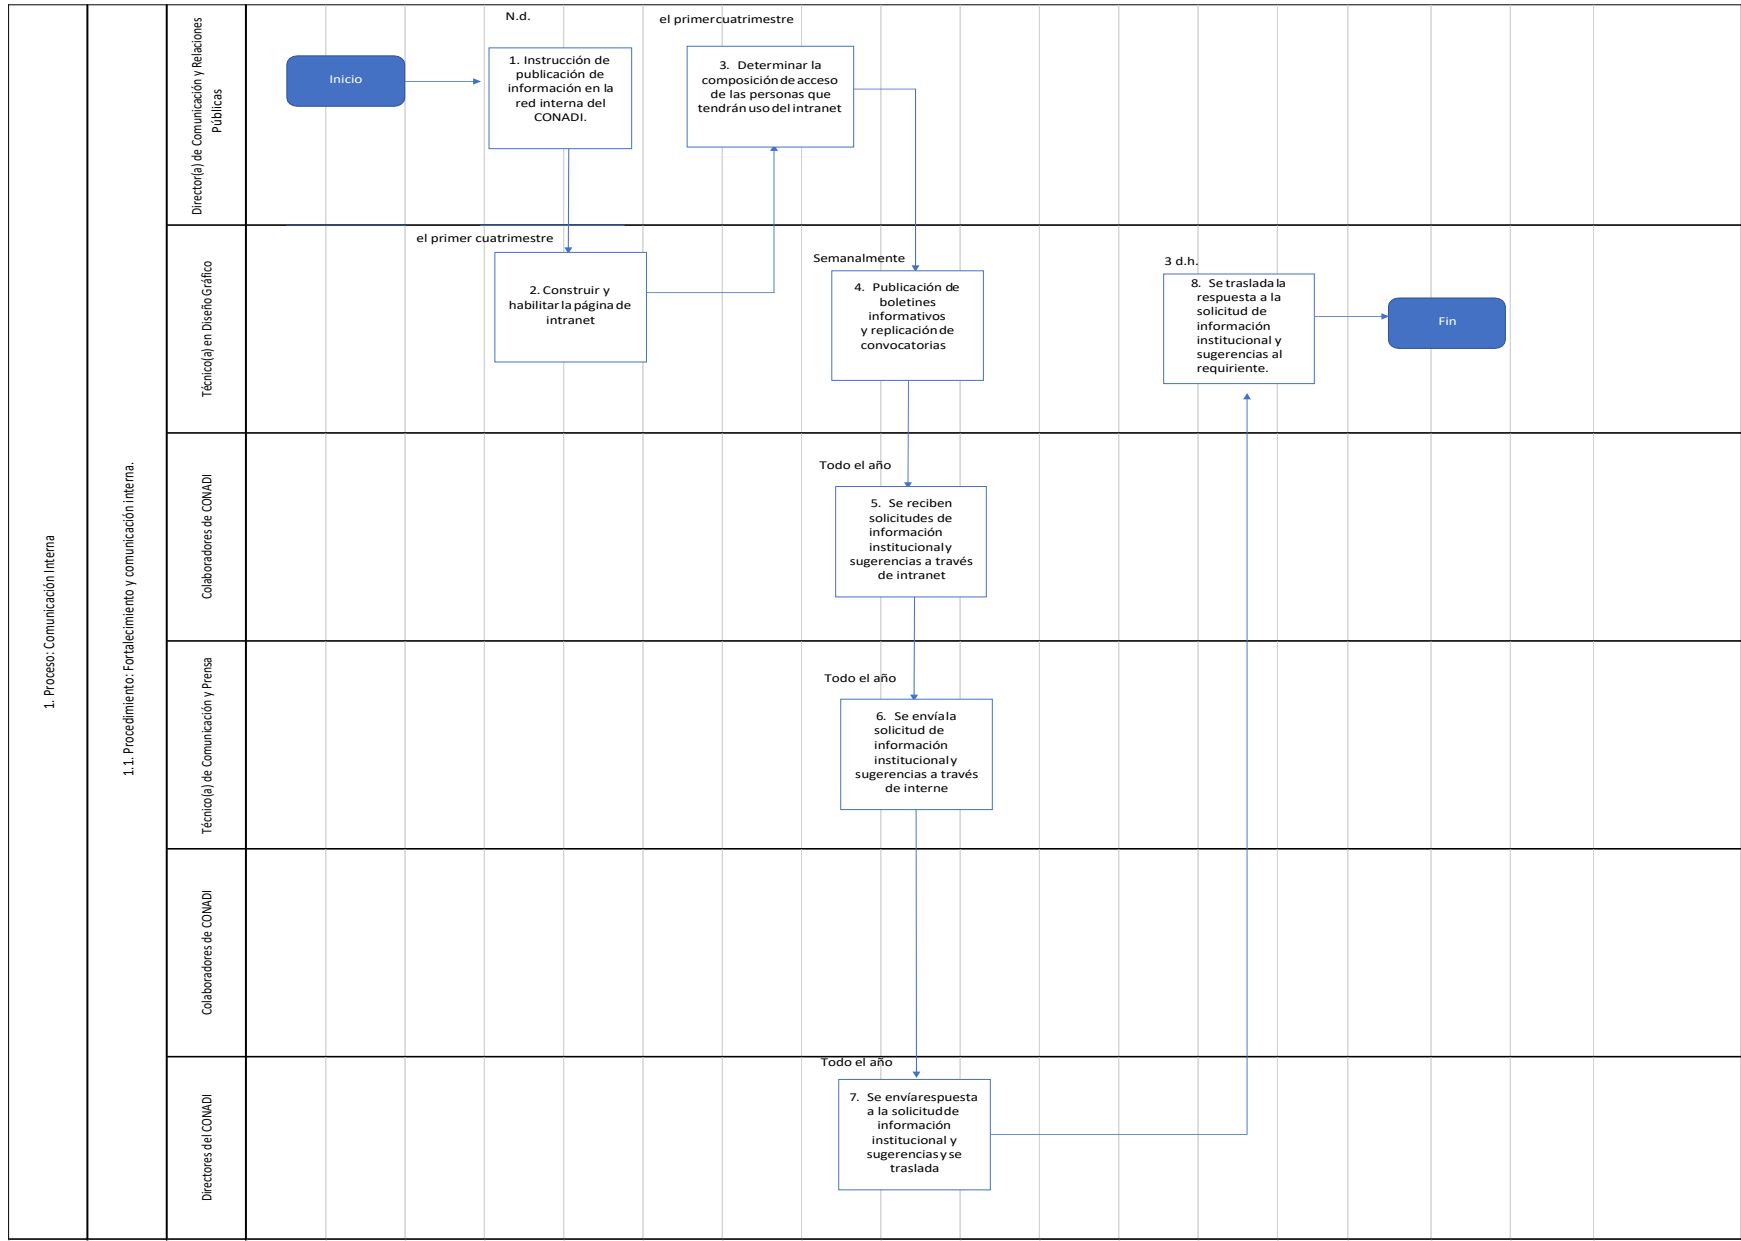 1. Proceso: Comunicación Interna
1.1. Procedimiento: Fortalecimiento y comunicación interna.
Director(a) de Comunicación y Relaciones
Públicas
Inicio
N.d.
1. Instrucción de
publicación de
información en la
red interna del
CONADI.
el primer cuatrimestre
3. Determinar la
composición de acceso
de las personas que
tendrán uso del intranet
Técnico(a) en Diseño Gráfico
el primer cuatrimestre
2. Construir y
habilitar la página de
intranet
Semanalmente
4. Publicación de
boletines
informativos
y replicación de
convocatorias
3 d.h.
8. Se traslada la
respuesta a la
solicitud de
información
institucional y
sugerencias al
requiriente.
Fin
Colaboradores de CONADI
Todo el año
5. Se reciben
solicitudes de
información
institucional y
sugerencias a través
de intranet
Técnico(a) de Comunicación y Prensa
Todo el año
6. Se envía la
solicitud de
información
institucional y
sugerencias a través
de interne
Colaboradores de CONADI
Directores del CONADI
Todo el año
7. Se envía respuesta
a la solicitud de
información
institucional y
sugerencias y se
traslada